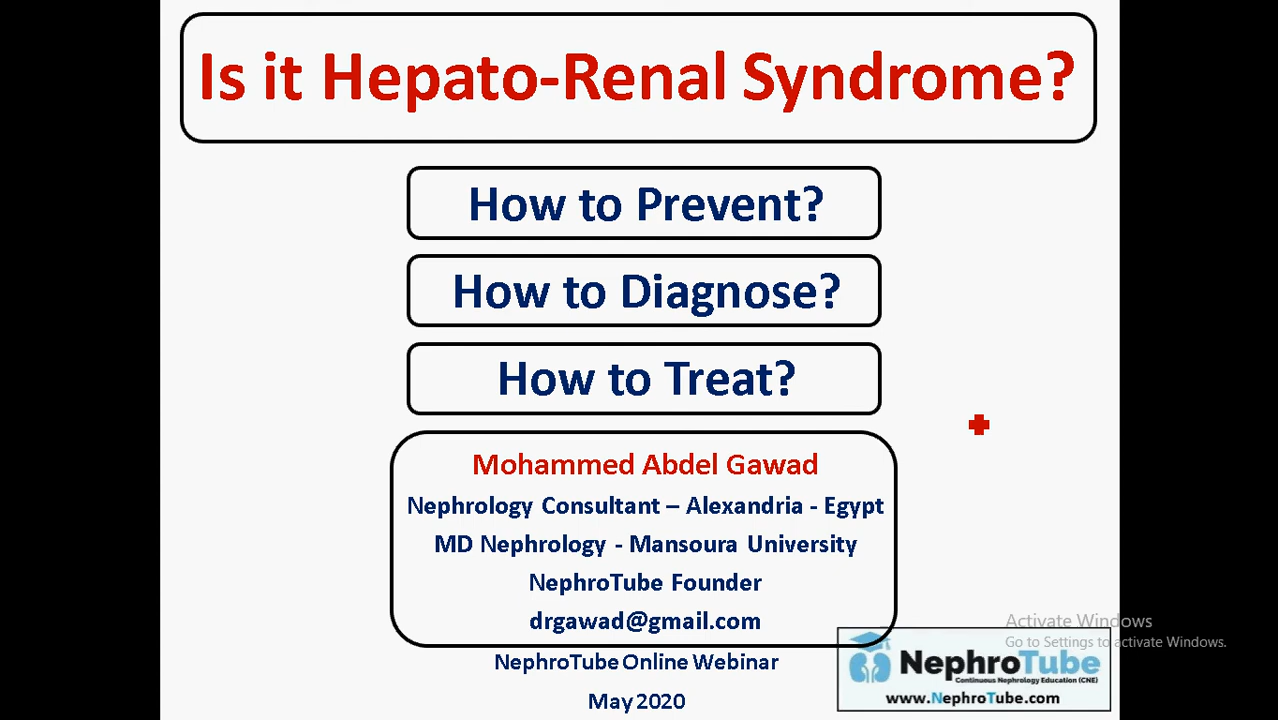 Is it Hepato-Renal Syndrome?
How to Prevent?
How to Diagnose?
How to Treat?
Mohammed Abdel Gawad
Nephrology Consultant – Alexandria - Egypt
MD Nephrology - Mansoura University
NephroTube Founder
drgawad@gmail.com
NephroTube Online Webinar
May 2020
Activate Windows
Go to Settings to activate Windows.
NephroTube
Continuous Nephrology Education (CNE)
www.NephroTube.com